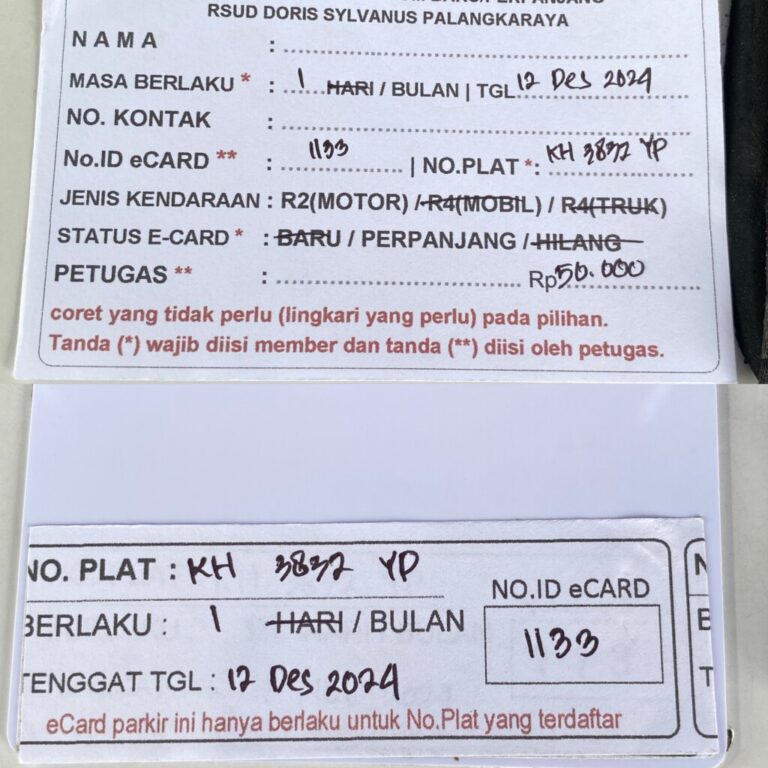 RSUD DORIS SYLVANUS PALANGKARAYA
NAMA :
MASA BERLAKU * : 1 HARI / BULAN | TGL 12 Des 2024
NO. KONTAK :
No.ID eCARD ** : 1133 | NO.PLAT *: KH 3832 YP
JENIS KENDARAAN : R2(MOTOR) / R4(MOBIL) / R4(TRUK)
STATUS E-CARD * : BARU / PERPANJANG / HILANG
PETUGAS ** : Rp 50.000
coret yang tidak perlu (lingkari yang perlu) pada pilihan.
Tanda (*) wajib diisi member dan tanda (**) diisi oleh petugas.
NO. PLAT : KH 3832 YP
NO.ID eCARD
BERLAKU : 1 HARI / BULAN
1133
TENGGAT TGL : 12 Des 2024
eCard parkir ini hanya berlaku untuk No.Plat yang terdaftar
N
B
T